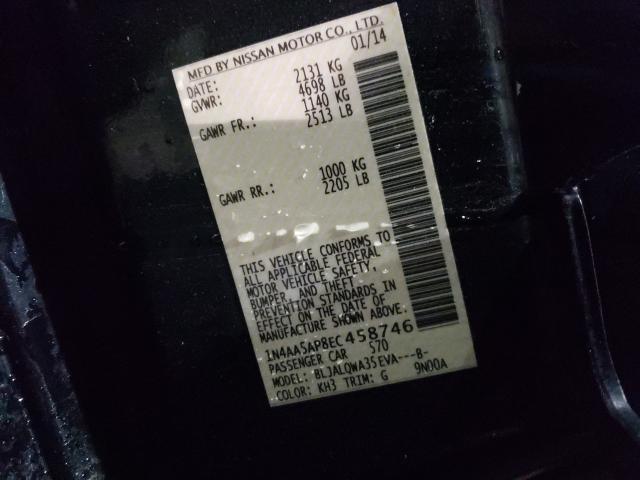 MFD BY NISSAN MOTOR CO., LTD.
DATE: 01/14
GVWR: 2131 KG
4698 LB
GAWR FR.: 1140 KG
2513 LB
GAWR RR.: 1000 KG
2205 LB
THIS VEHICLE CONFORMS TO
ALL APPLICABLE FEDERAL
MOTOR VEHICLE SAFETY,
BUMPER, AND THEFT
PREVENTION STANDARDS IN
EFFECT ON THE DATE OF
MANUFACTURE SHOWN ABOVE.
1N4AA5AP8EC458746
PASSENGER CAR 570
MODEL: BLJALQWA35EVA---B-
COLOR: KH3 TRIM: G 9N00A